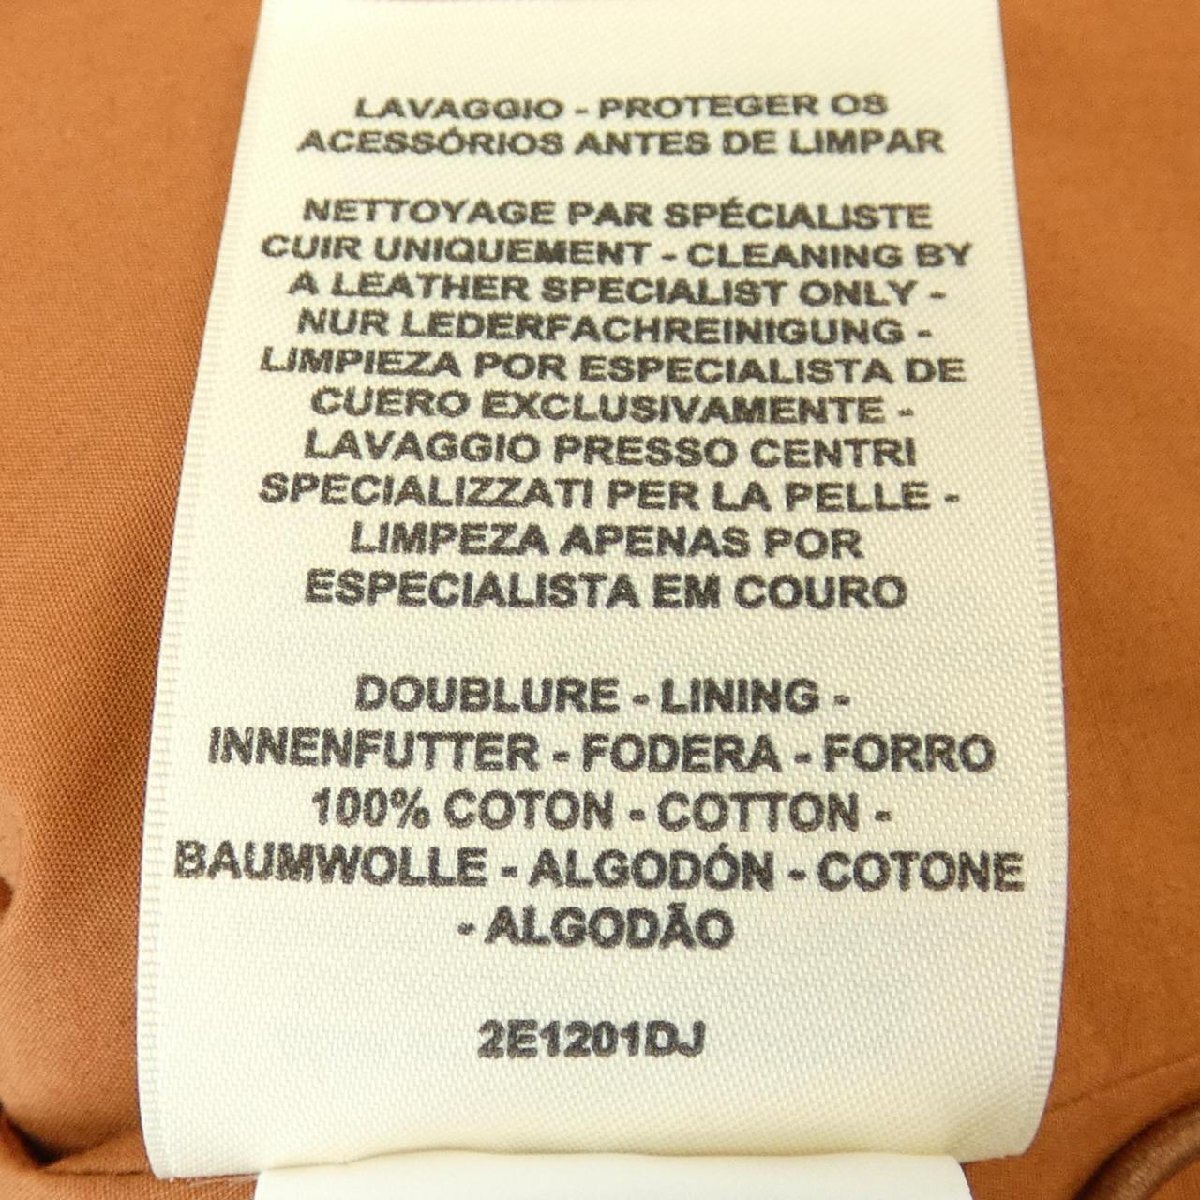 LAVAGGIO - PROTEGER OS
ACESSÓRIOS ANTES DE LIMPAR
NETTOYAGE PAR SPÉCIALISTE
CUIR UNIQUEMENT - CLEANING BY
A LEATHER SPECIALIST ONLY -
NUR LEDERFACHREINIGUNG -
LIMPIEZA POR ESPECIALISTA DE
CUERO EXCLUSIVAMENTE -
LAVAGGIO PRESSO CENTRI
SPECIALIZZATI PER LA PELLE -
LIMPEZA APENAS POR
ESPECIALISTA EM COURO
DOUBLURE - LINING -
INNENFUTTER - FODERA - FORRO
100% COTON - COTTON -
BAUMWOLLE - ALGODÓN - COTONE
- ALGODÃO
2E1201DJ